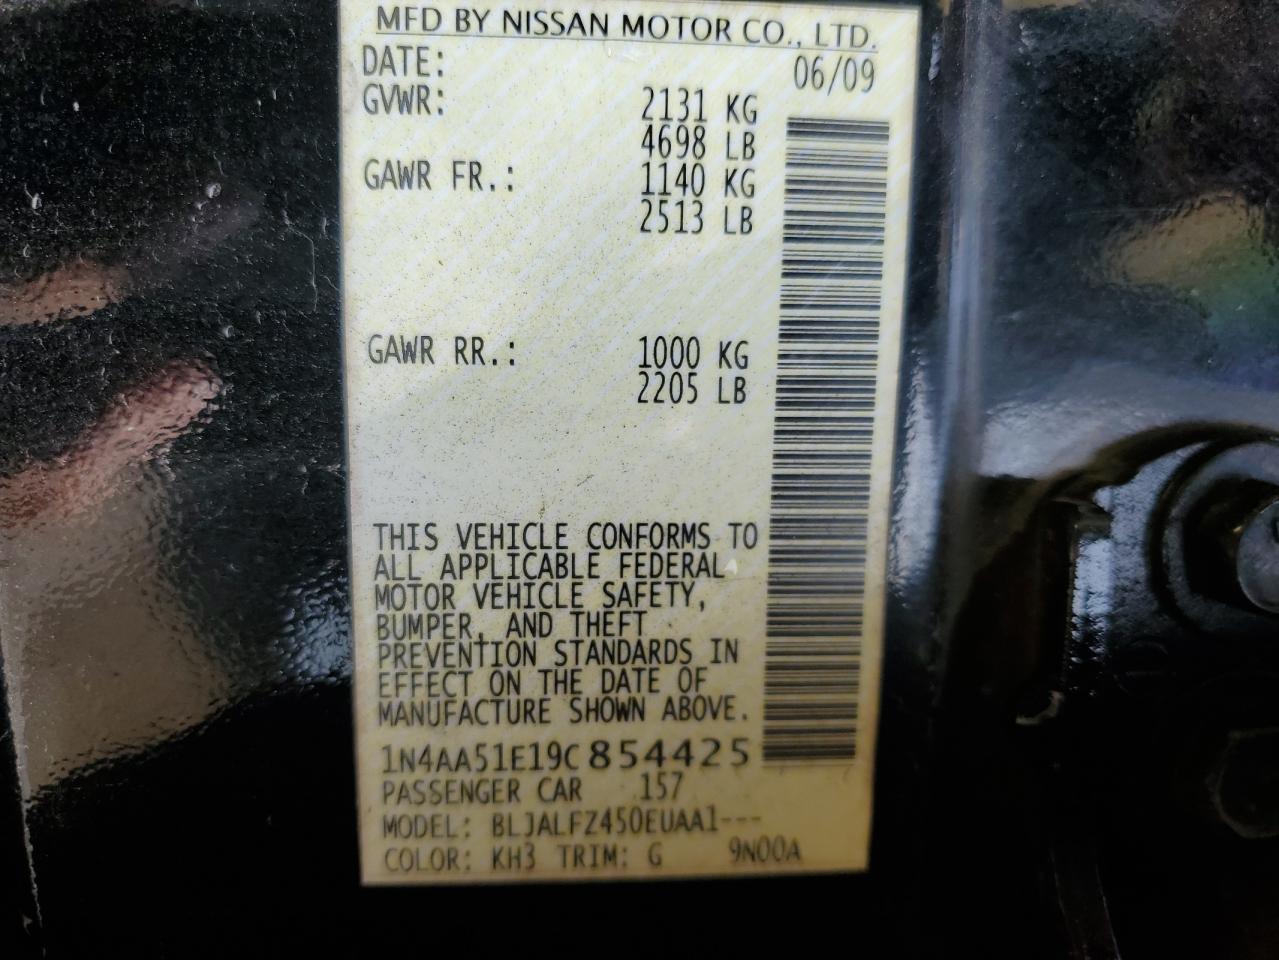 MFD BY NISSAN MOTOR CO., LTD.
DATE: 06/09
GVWR: 2131 KG
4698 LB
GAWR FR.: 1140 KG
2513 LB
GAWR RR.: 1000 KG
2205 LB
THIS VEHICLE CONFORMS TO
ALL APPLICABLE FEDERAL
MOTOR VEHICLE SAFETY,
BUMPER, AND THEFT
PREVENTION STANDARDS IN
EFFECT ON THE DATE OF
MANUFACTURE SHOWN ABOVE.
1N4AA51E19C854425
PASSENGER CAR 157
MODEL: BLJALFZ450EUAA1---
COLOR: KH3 TRIM: G 9N00A